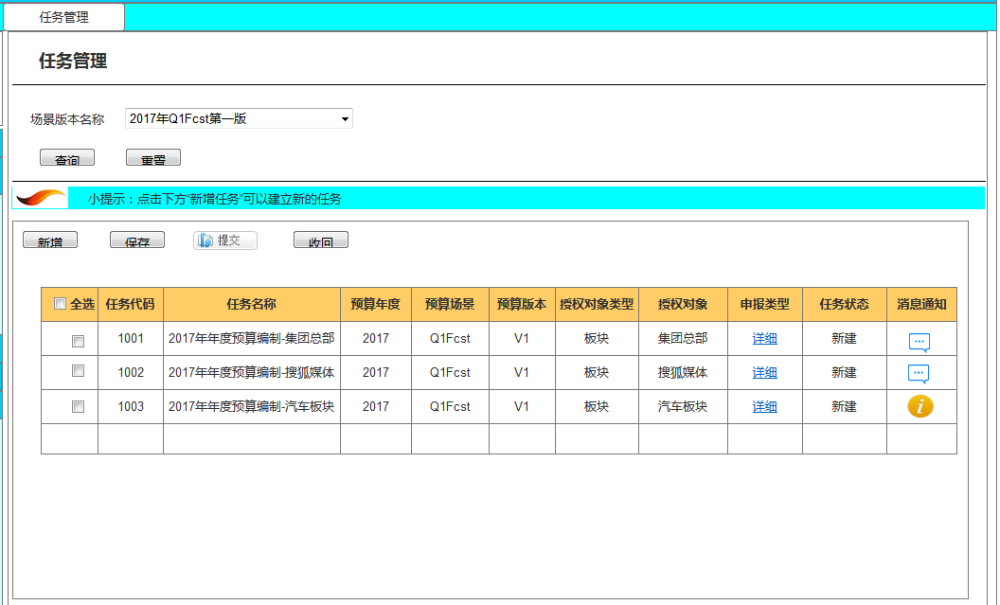 任务管理
任务管理
场景版本名称 2017年Q1Fcst第一版
查询 重置
小提示：点击下方“新增任务”可以建立新的任务
新增 保存 提交 收回
全选 任务代码 任务名称 预算年度 预算场景 预算版本 授权对象类型 授权对象 申报类型 任务状态 消息通知
1001 2017年年度预算编制-集团总部 2017 Q1Fcst V1 板块 集团总部 详细 新建
1002 2017年年度预算编制-搜狐媒体 2017 Q1Fcst V1 板块 搜狐媒体 详细 新建
1003 2017年年度预算编制-汽车板块 2017 Q1Fcst V1 板块 汽车板块 详细 新建